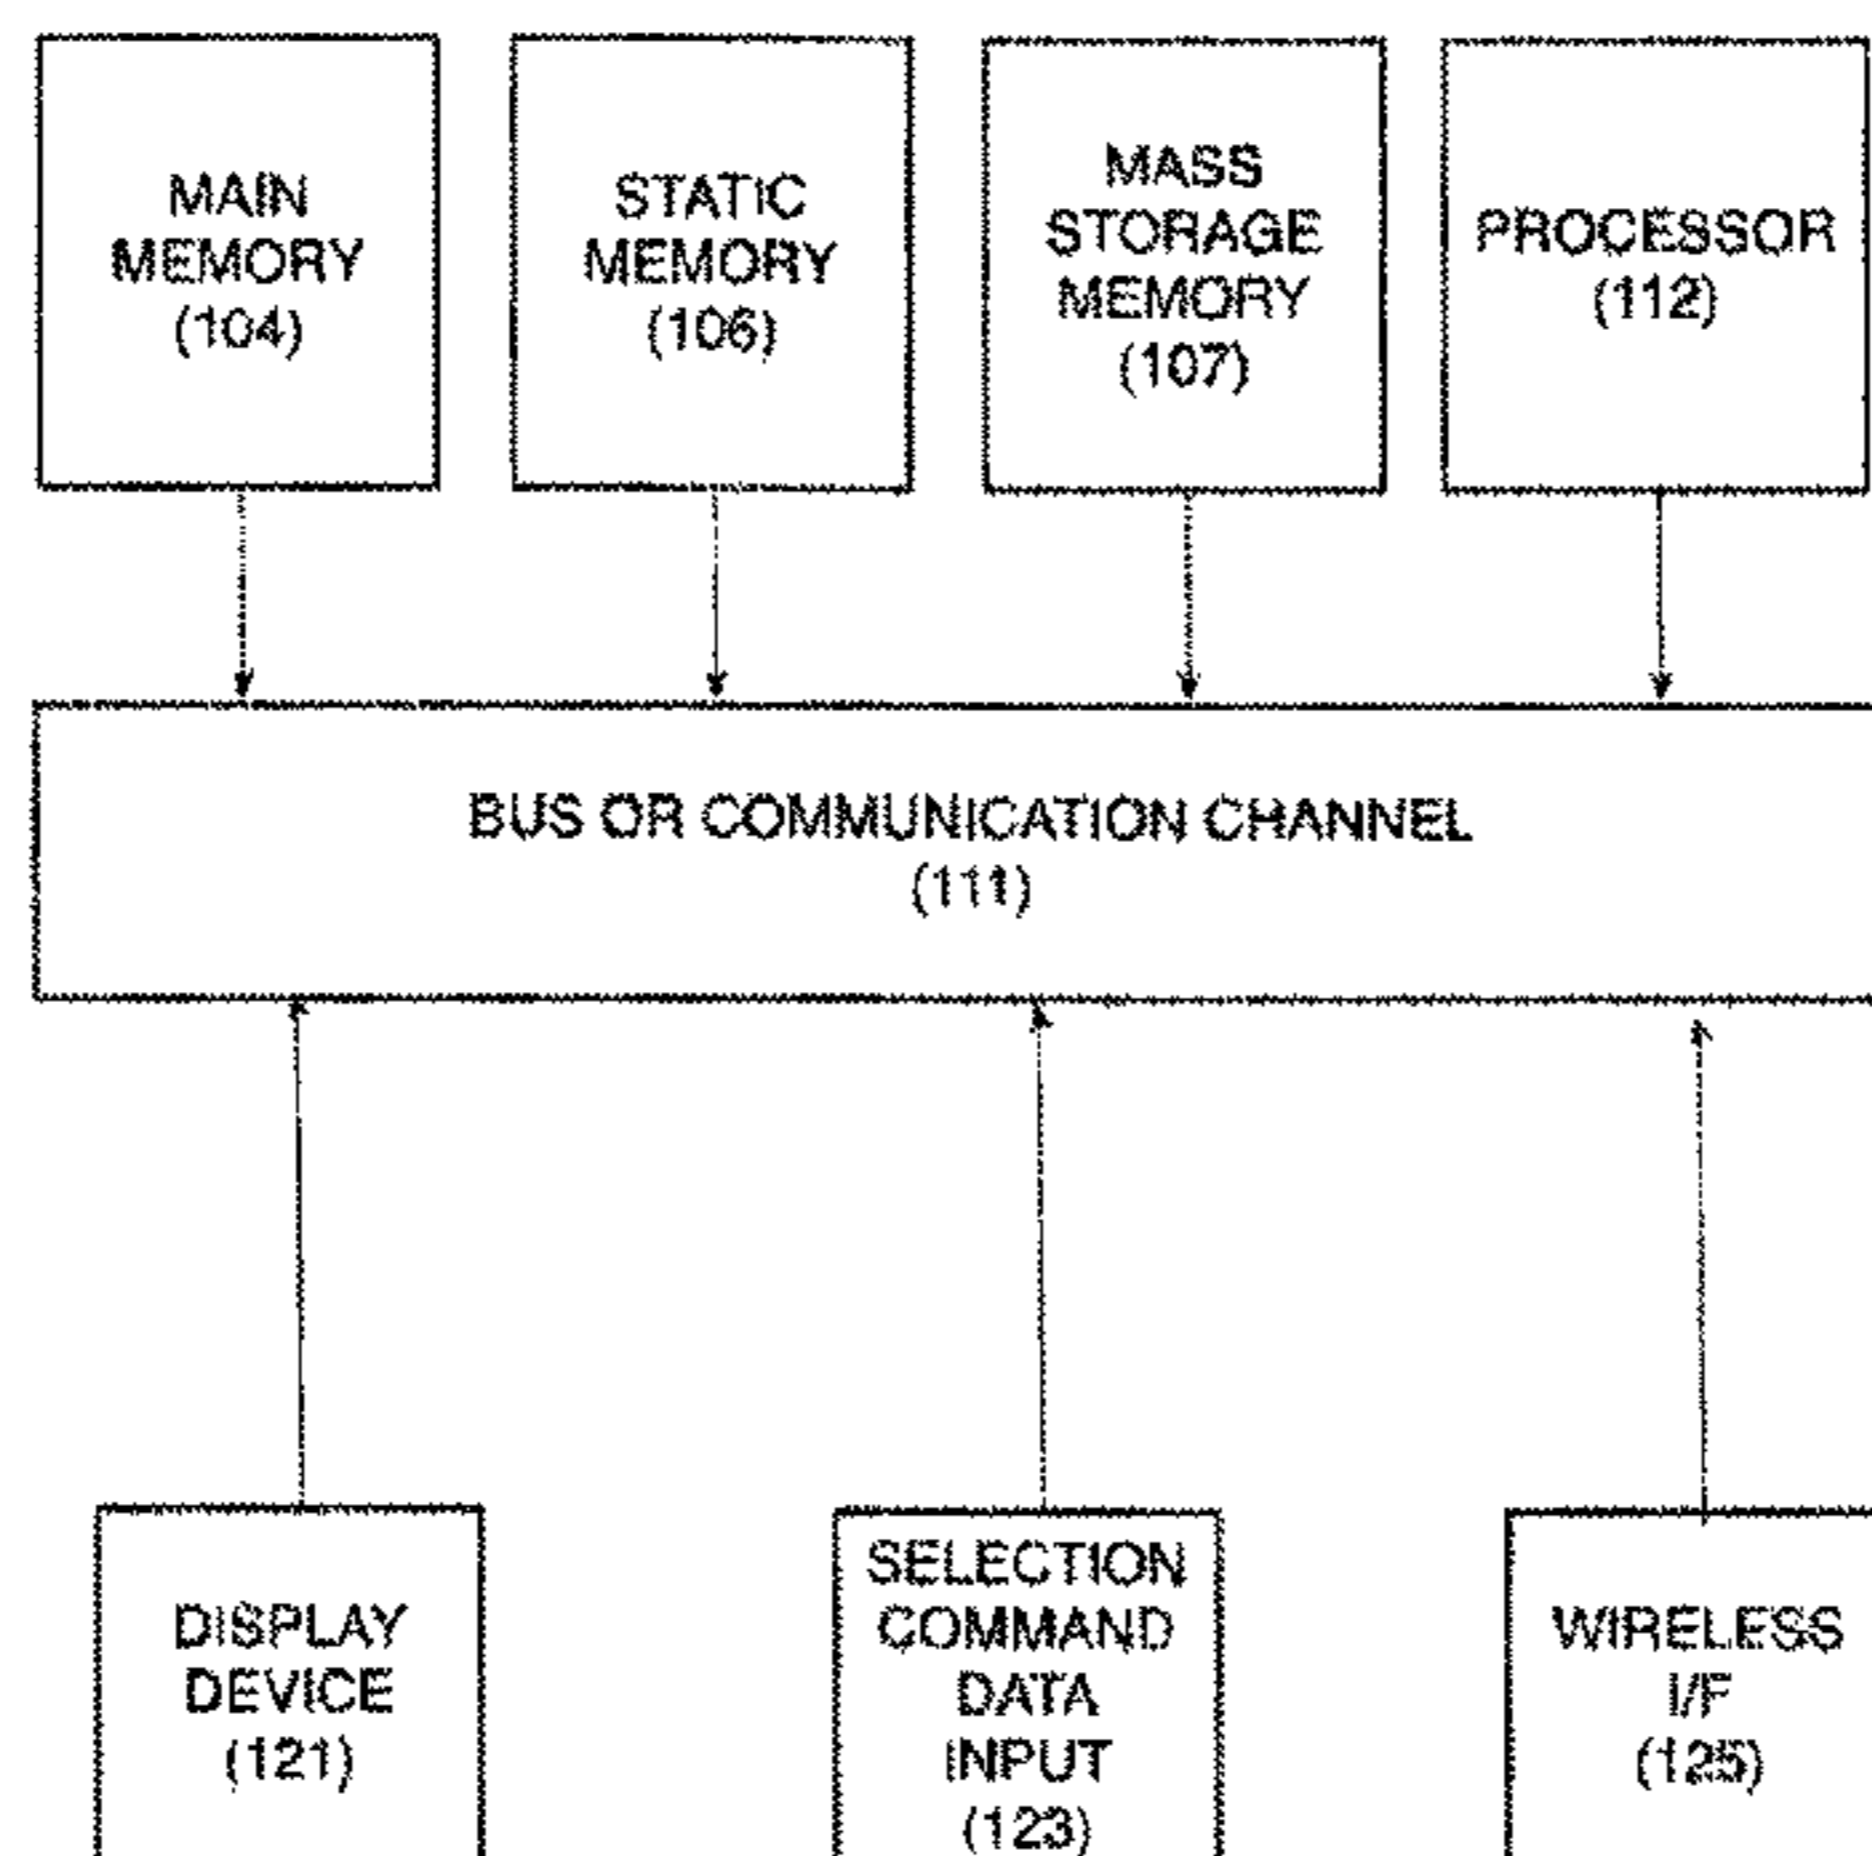 MAIN
MEMORY
(104)
STATIC
MEMORY
(106)
MASS
STORAGE
MEMORY
(107)
PROCESSOR
(112)
BUS OR COMMUNICATION CHANNEL
(111)
DISPLAY
DEVICE
(121)
SELECTION
COMMAND
DATA
INPUT
(123)
WIRELESS
I/F
(125)